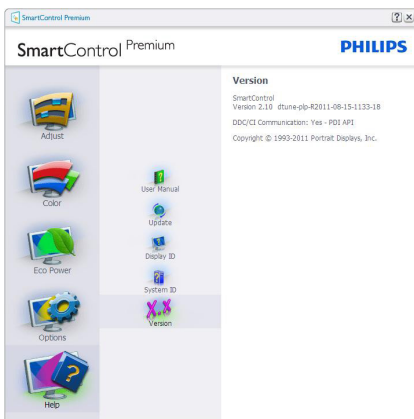 SmartControl Premium
SmartControl Premium
PHILIPS
Adjust
Color
Eco Power
Options
Help
User Manual
Update
Display ID
System ID
X.X
Version
Version
SmartControl
Version 2.10 dtune-plp-R2011-08-15-1133-18
DDC/CI Communication: Yes - PDI API
Copyright © 1993-2011 Portrait Displays, Inc.